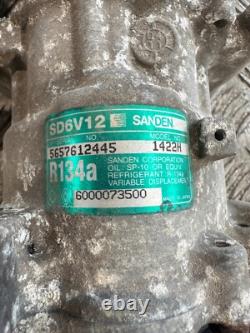 SD6V12 SANDEN
NO. MODEL NO.
5657612445 1422H
R134a
SANDEN CORPORATION
OIL: SP-10 OR EQUIV.
REFRIGERANT: R-134a
VARIABLE DISPLACEMENT
6000073500